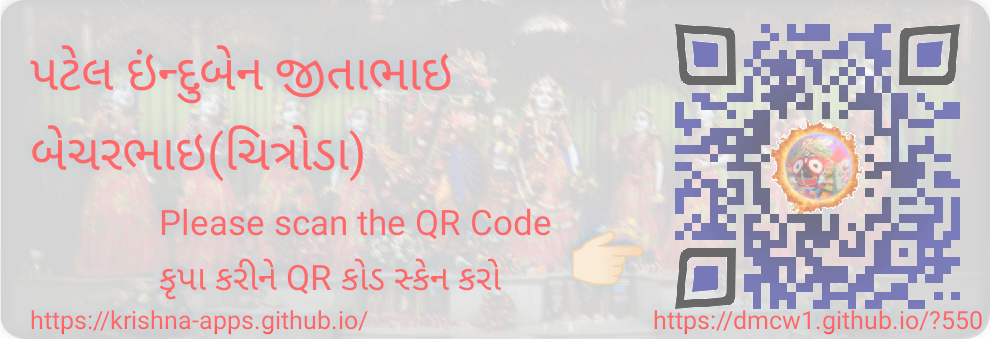 પટેલ ઇંન્દુબેન જીતાભાઇ
બેચરભાઇ(ચિત્રોડા)
Please scan the QR Code
કૃપા કરીને QR કોડ સ્કેન કરો
https://krishna-apps.github.io/
https://dmcw1.github.io/?550